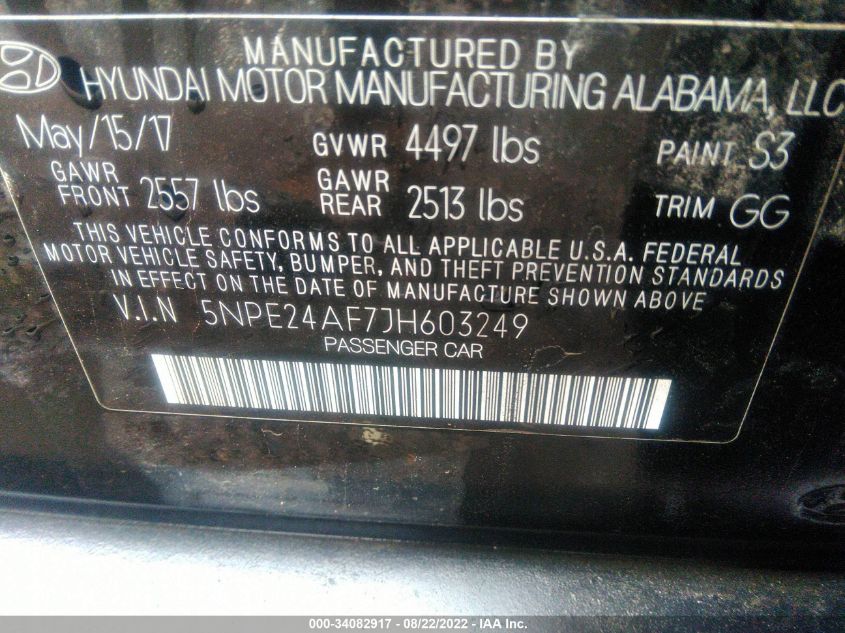 MANUFACTURED BY
HYUNDAI MOTOR MANUFACTURING ALABAMA, LLC
May/15/17 GVWR 4497 lbs PAINT S3
GAWR FRONT 2557 lbs GAWR REAR 2513 lbs TRIM GG
THIS VEHICLE CONFORMS TO ALL APPLICABLE U.S.A. FEDERAL
MOTOR VEHICLE SAFETY, BUMPER, AND THEFT PREVENTION STANDARDS
IN EFFECT ON THE DATE OF MANUFACTURE SHOWN ABOVE
V.I.N 5NPE24AF7JH603249
PASSENGER CAR
000-34082917 - 08/22/2022 - IAA Inc.